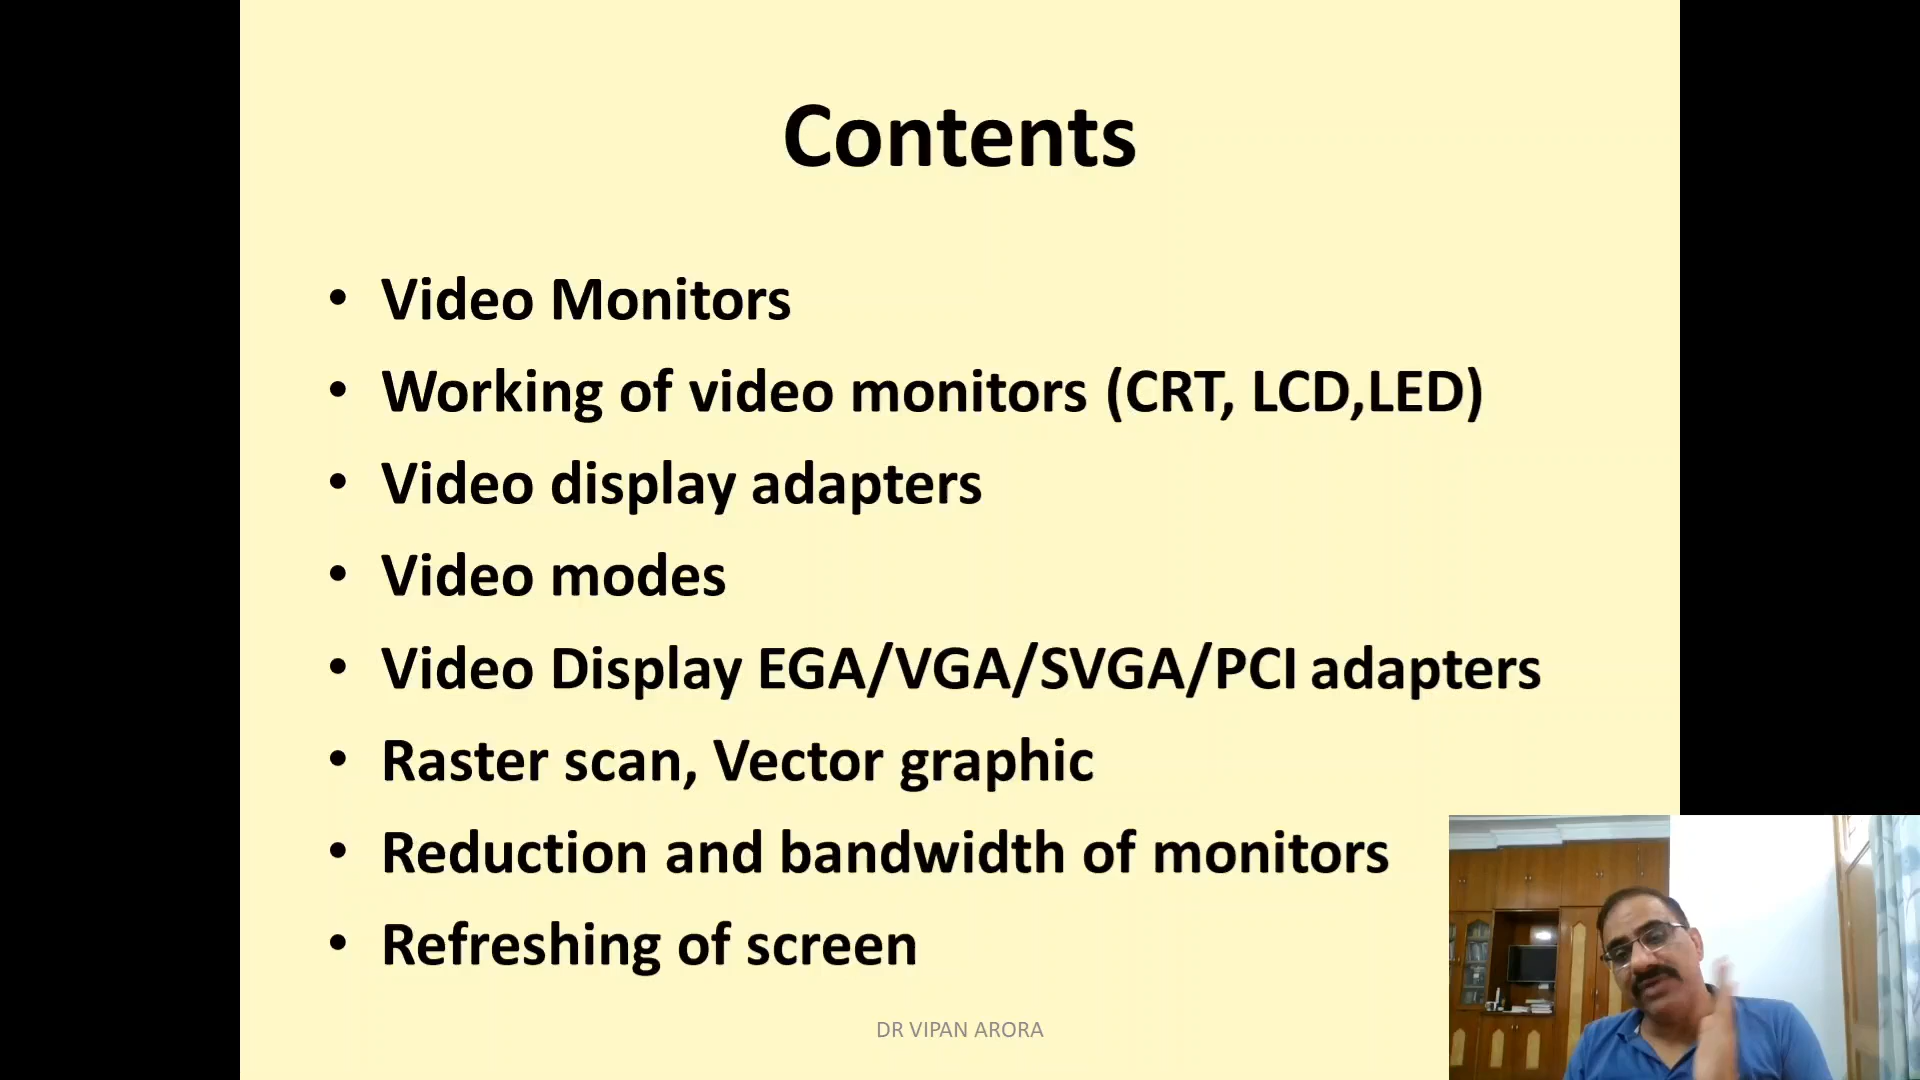 Contents
• Video Monitors
• Working of video monitors (CRT, LCD,LED)
• Video display adapters
• Video modes
• Video Display EGA/VGA/SVGA/PCI adapters
• Raster scan, Vector graphic
• Reduction and bandwidth of monitors
• Refreshing of screen
DR VIPAN ARORA